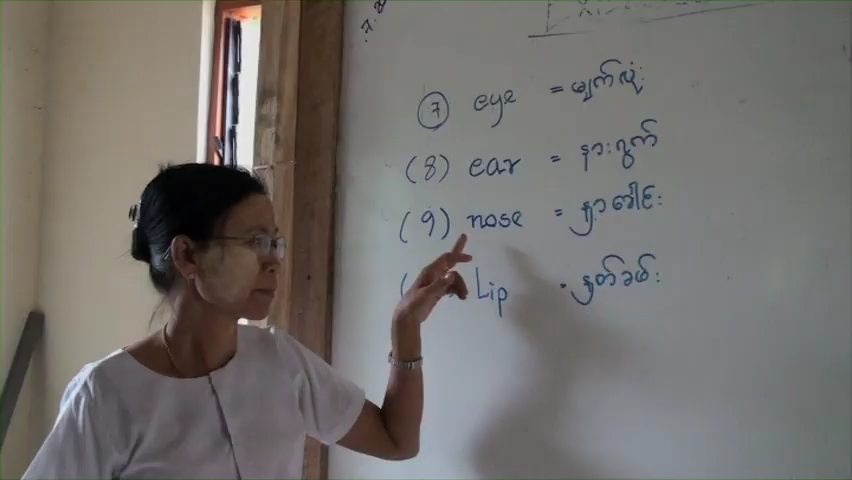 (7) eye = မျက်လုံး
(8) ear = နားရွက်
(9) nose = နှာခေါင်း
( Lip = နှုတ်ခမ်း